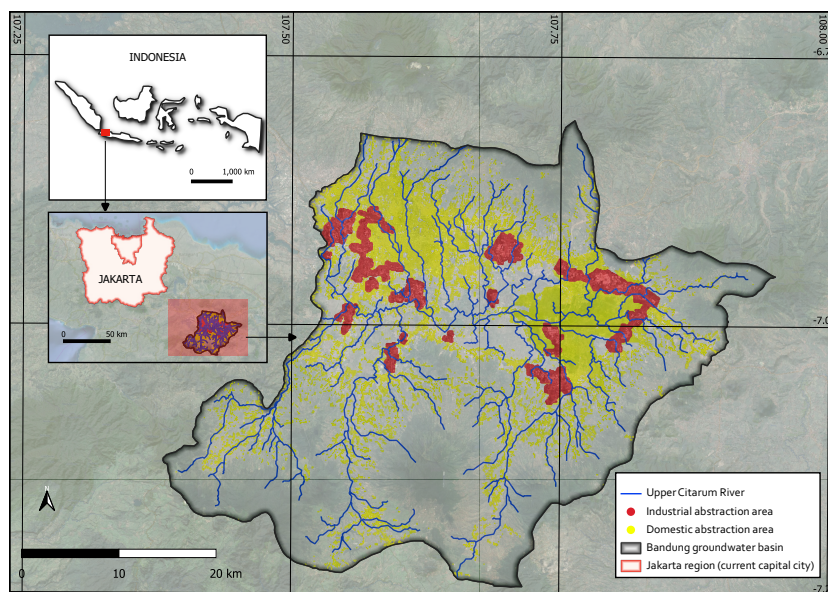 107.25
107.50
107.75
108.00
-6.7
INDONESIA
0 1,000 km
JAKARTA
0 50 km
-7.0
Upper Citarum River
Industrial abstraction area
Domestic abstraction area
Bandung groundwater basin
Jakarta region (current capital city)
N
0 10 20 km
-7.